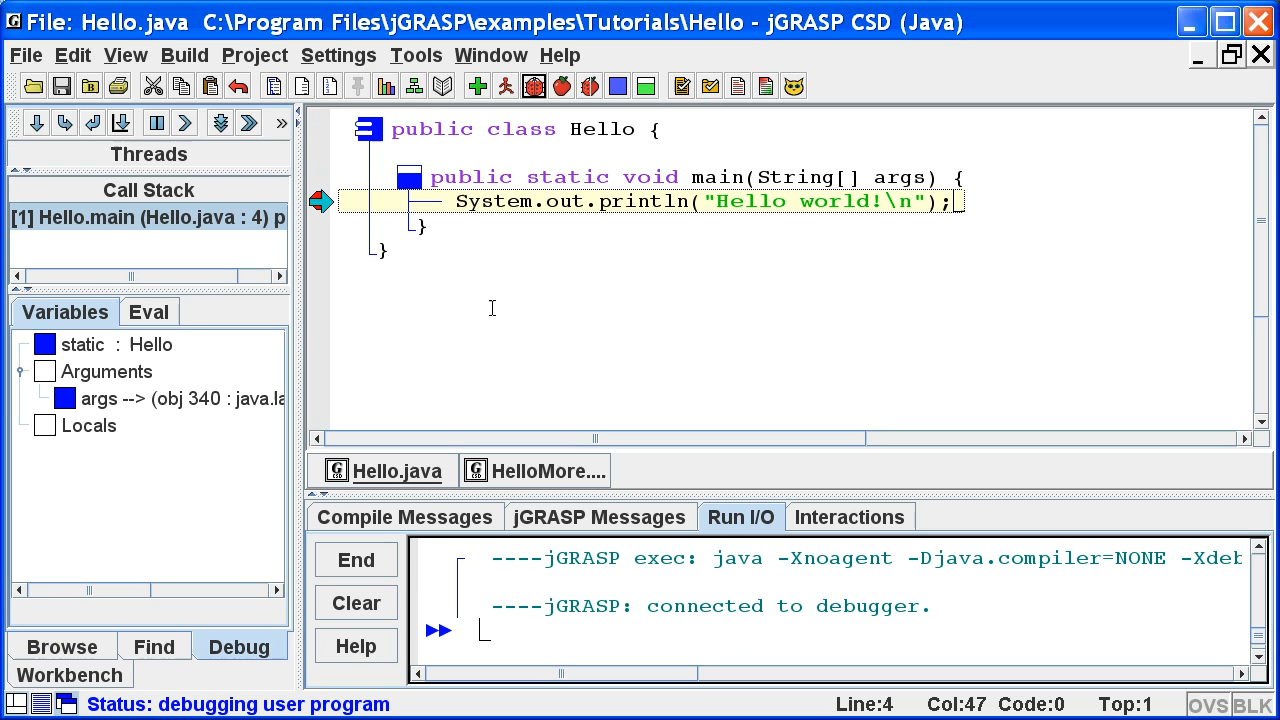 File: Hello.java  C:\Program Files\jGRASP\examples\Tutorials\Hello - jGRASP CSD (Java)
File Edit View Build Project Settings Tools Window Help
»
Threads
Call Stack
[1] Hello.main (Hello.java : 4) p
Variables Eval
static : Hello
Arguments
args --> (obj 340 : java.la
Locals
Browse Find Debug
Workbench
public class Hello {
public static void main(String[] args) {
System.out.println("Hello world!\n");
}
}
Hello.java HelloMore....
Compile Messages jGRASP Messages Run I/O Interactions
End
Clear
Help
----jGRASP exec: java -Xnoagent -Djava.compiler=NONE -Xdeb
----jGRASP: connected to debugger.
Status: debugging user program Line:4 Col:47 Code:0 Top:1 OVS BLK